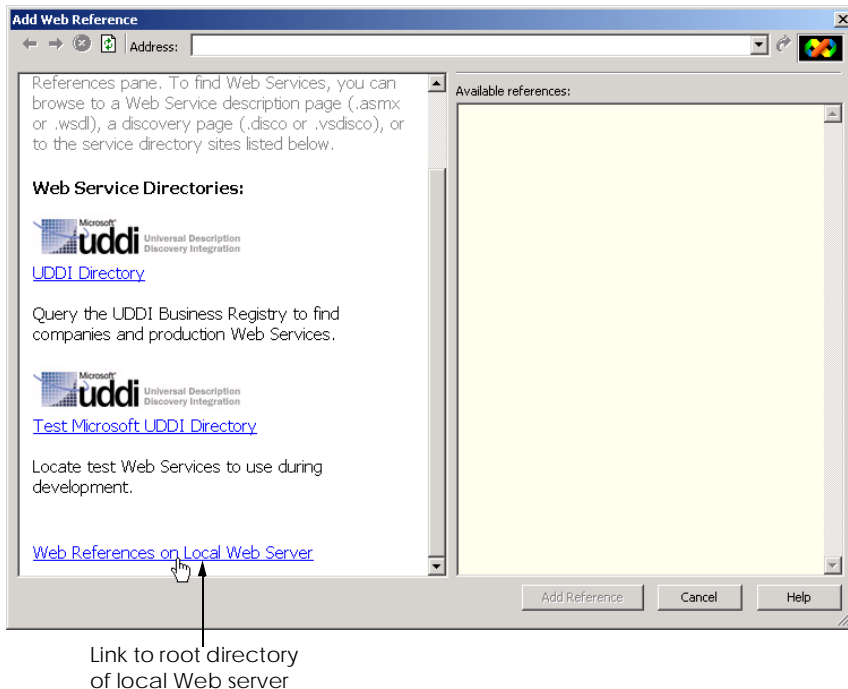 Add Web Reference
Address:
References pane. To find Web Services, you can
browse to a Web Service description page (.asmx
or .wsdl), a discovery page (.disco or .vsdisco), or
to the service directory sites listed below.
Web Service Directories:
Microsoft
uddi Universal Description
Discovery Integration
UDDI Directory
Query the UDDI Business Registry to find
companies and production Web Services.
Microsoft
uddi Universal Description
Discovery Integration
Test Microsoft UDDI Directory
Locate test Web Services to use during
development.
Web References on Local Web Server
Available references:
Add Reference Cancel Help
Link to root directory
of local Web server